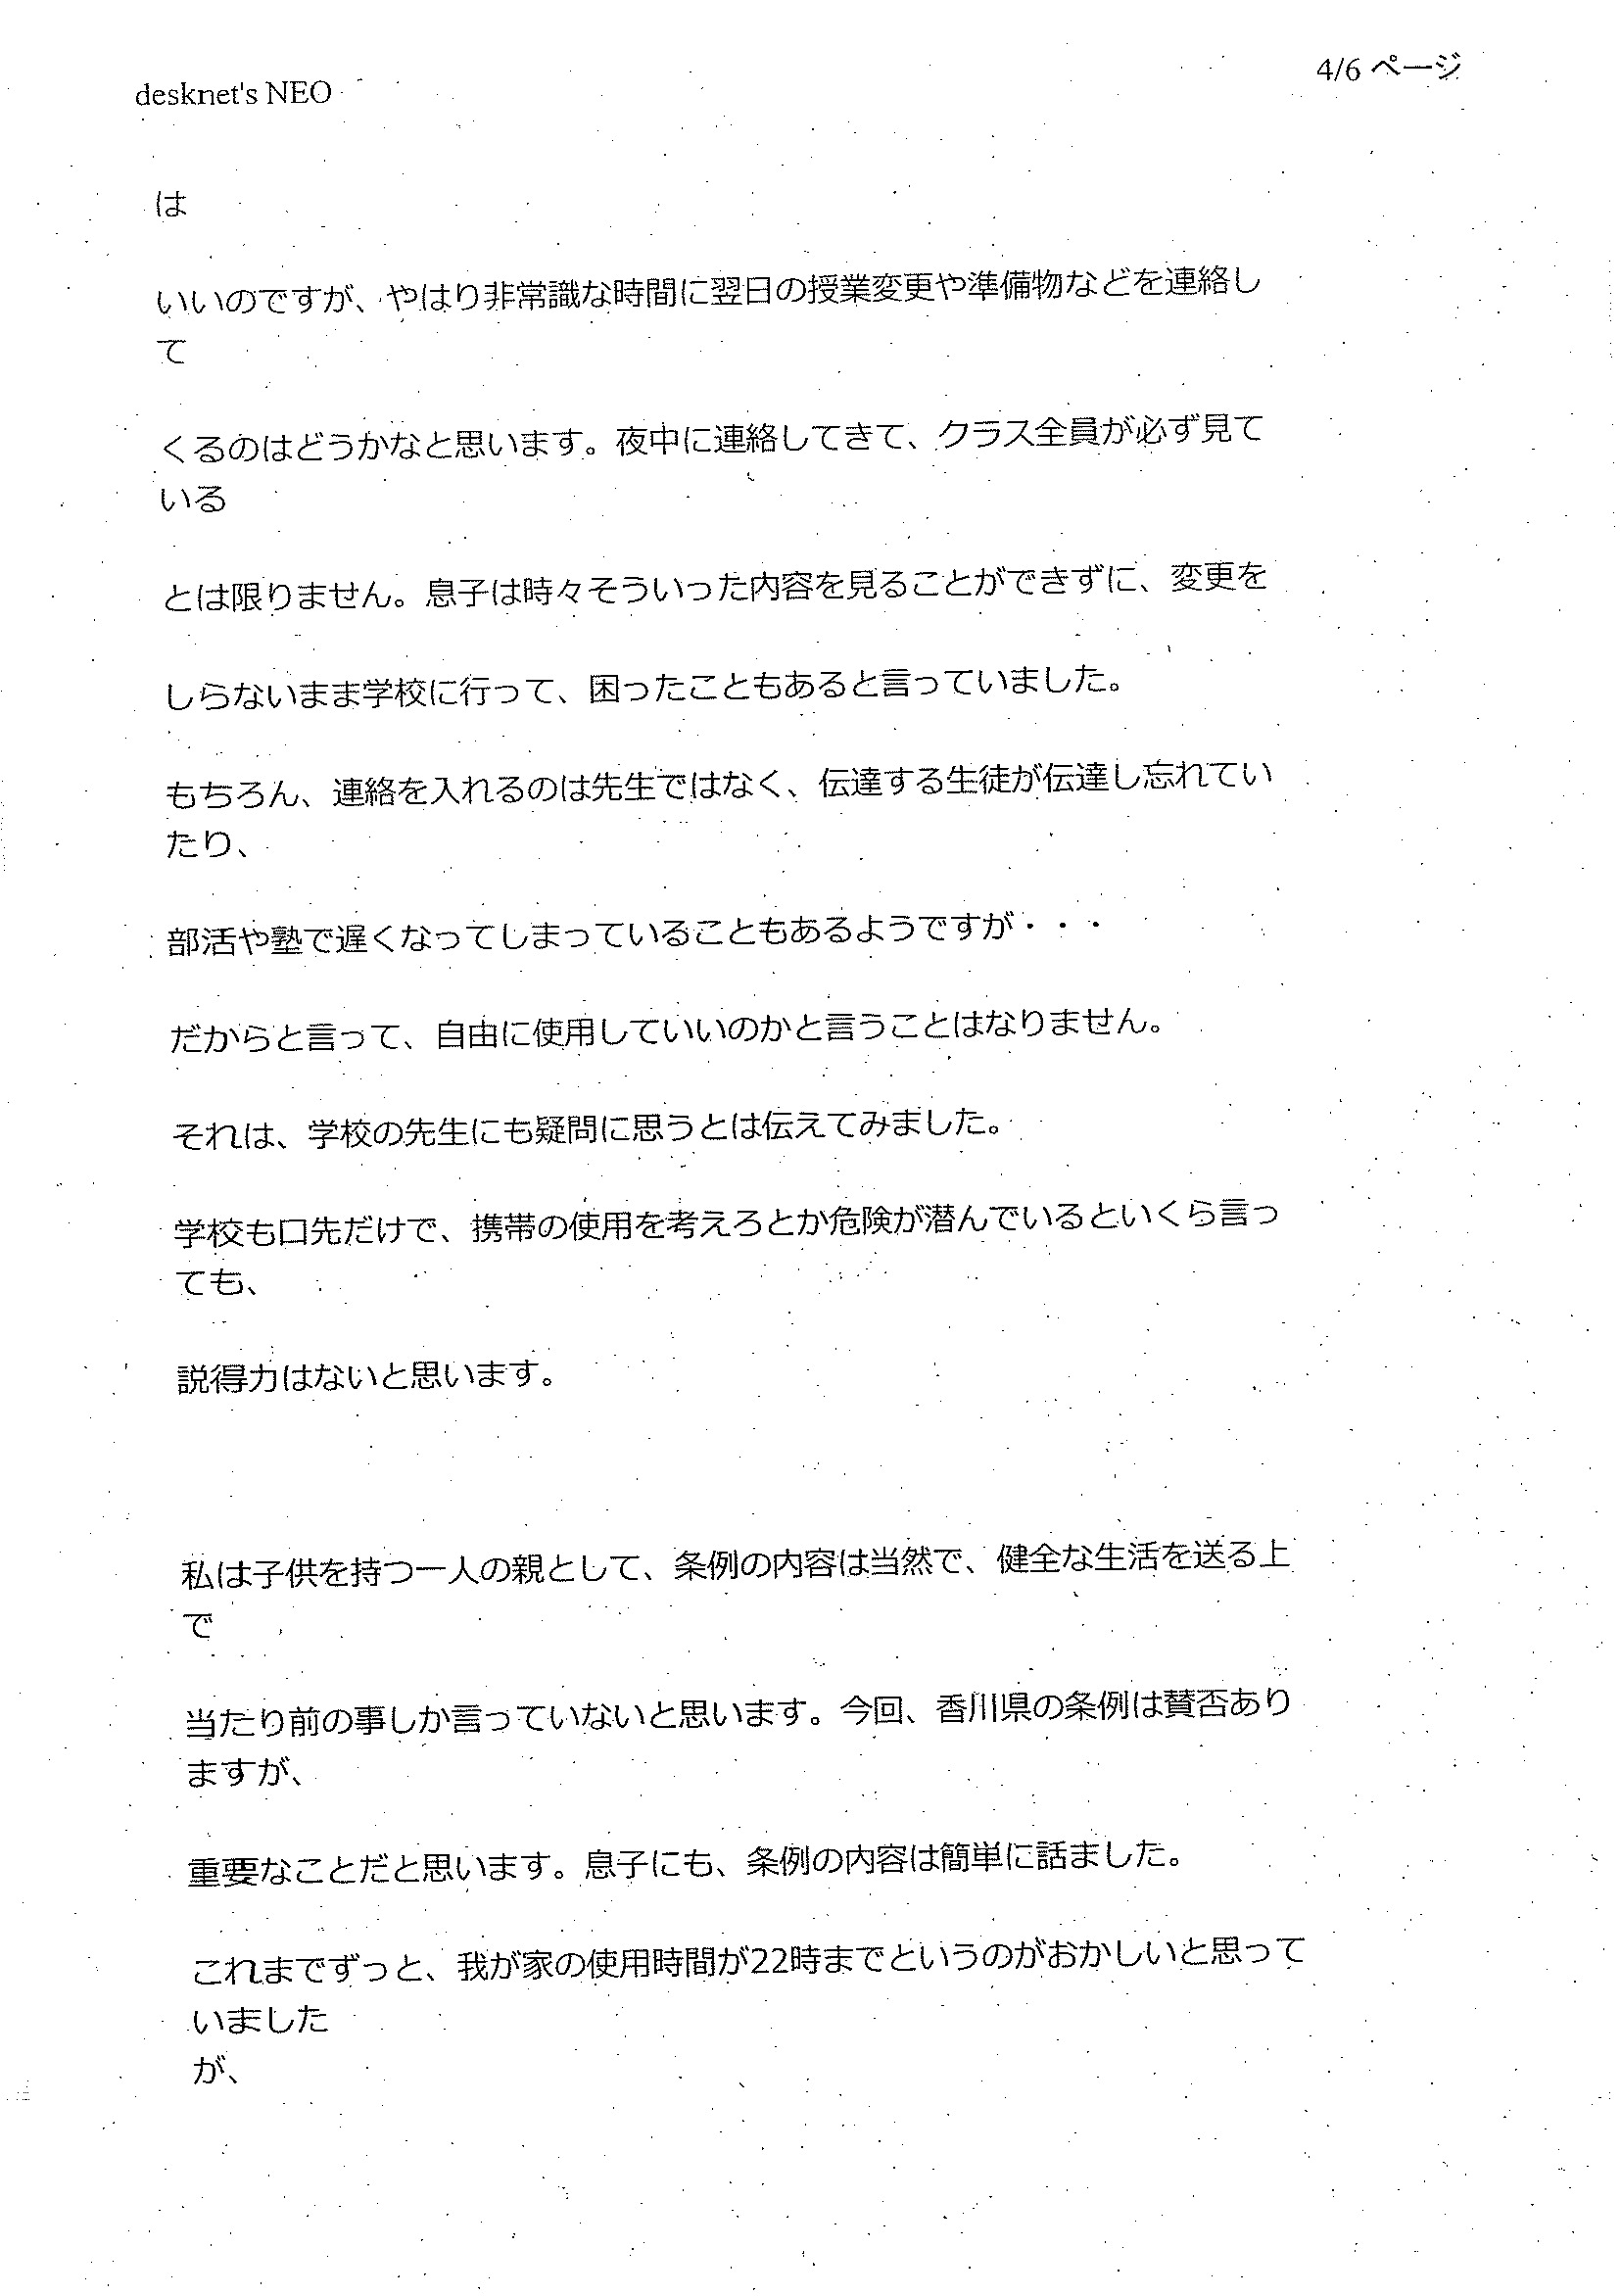 desknet's NEO
4/6 ページ
は
いいのですが、やはり非常識な時間に翌日の授業変更や準備物などを連絡し
て
くるのはどうかなと思います。夜中に連絡してきて、クラス全員が必ず見て
いる
とは限りません。息子は時々そういった内容を見ることができずに、変更を
しらないまま学校に行って、困ったこともあると言っていました。
もちろん、連絡を入れるのは先生ではなく、伝達する生徒が伝達し忘れてい
たり、
部活や塾で遅くなってしまっていることもあるようですが・・・
だからと言って、自由に使用していいのかと言うことはなりません。
それは、学校の先生にも疑問に思うとは伝えてみました。
学校も口先だけで、携帯の使用を考えろとか危険が潜んでいるといくら言っ
ても、
説得力はないと思います。
私は子供を持つ一人の親として、条例の内容は当然で、健全な生活を送る上
で
当たり前の事しか言っていないと思います。今回、香川県の条例は賛否あり
ますが、
重要なことだと思います。息子にも、条例の内容は簡単に話ました。
これまでずっと、我が家の使用時間が22時までというのがおかしいと思って
いました
が、